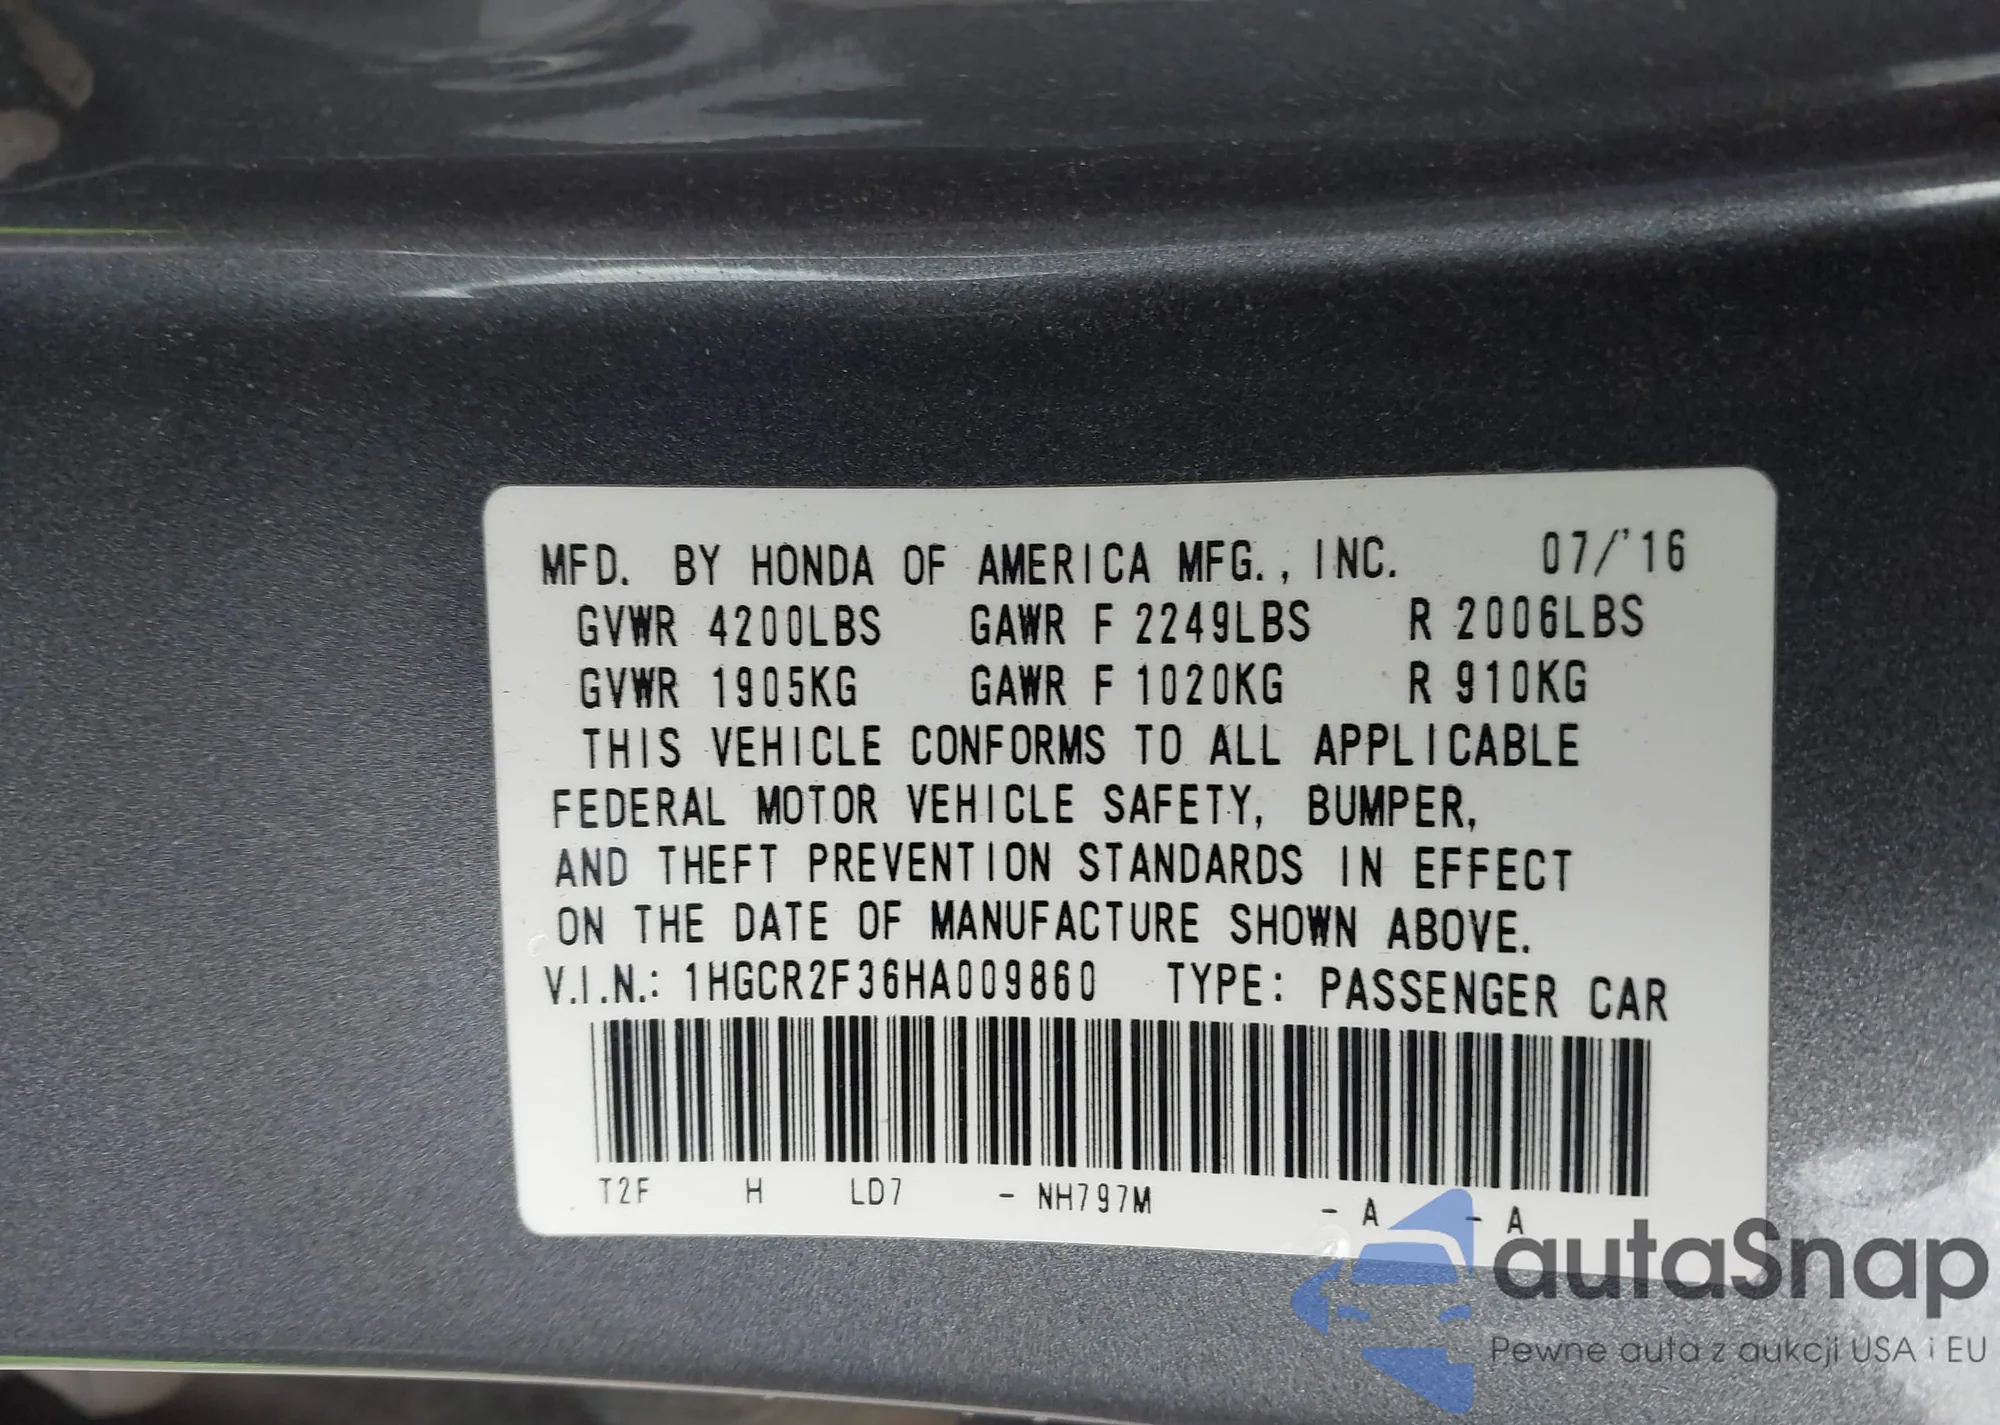 MFD. BY HONDA OF AMERICA MFG., INC. 07/'16
GVWR 4200LBS GAWR F 2249LBS R 2006LBS
GVWR 1905KG GAWR F 1020KG R 910KG
THIS VEHICLE CONFORMS TO ALL APPLICABLE
FEDERAL MOTOR VEHICLE SAFETY, BUMPER,
AND THEFT PREVENTION STANDARDS IN EFFECT
ON THE DATE OF MANUFACTURE SHOWN ABOVE.
V.I.N.: 1HGCR2F36HA009860 TYPE: PASSENGER CAR
T2F H LD7 - NH797M - A - A
autaSnap
Pewne auta z aukcji USA i EU